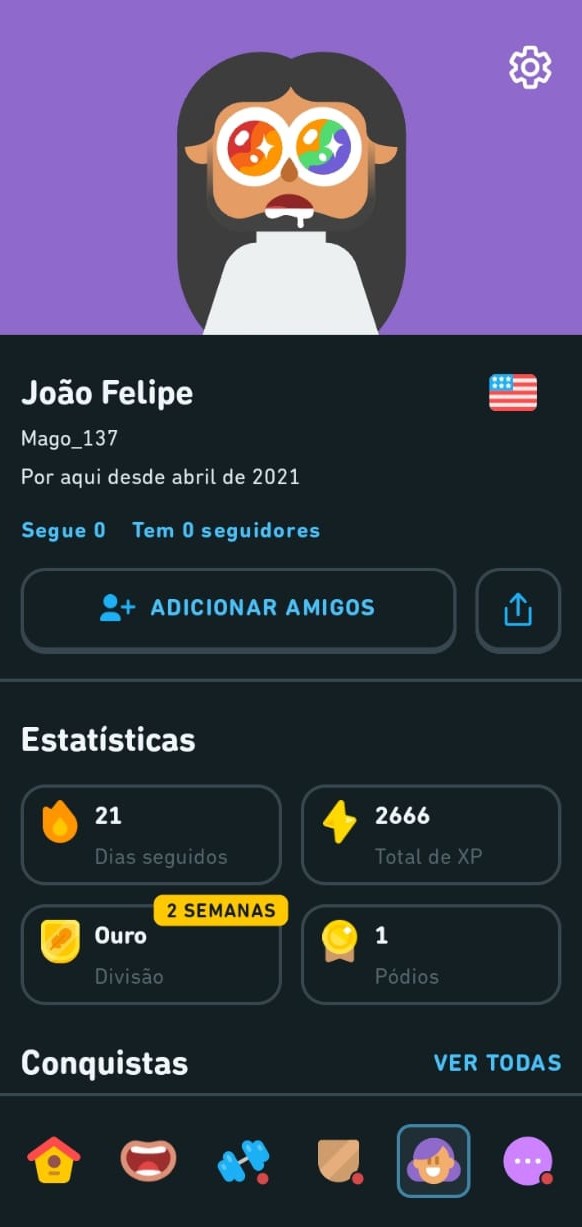 João Felipe
Mago_137
Por aqui desde abril de 2021
Segue 0 Tem 0 seguidores
ADICIONAR AMIGOS
Estatísticas
21
Dias seguidos
2666
Total de XP
2 SEMANAS
Ouro
Divisão
1
Pódios
Conquistas
VER TODAS